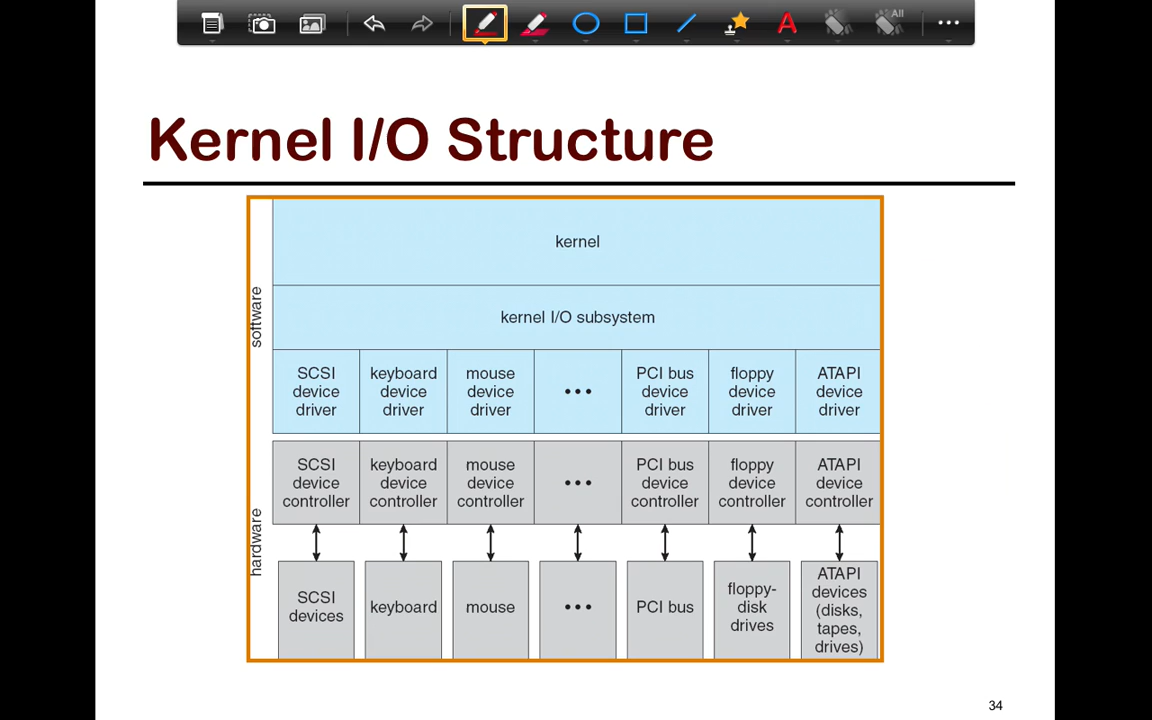 All
A
Kernel I/O Structure
kernel
kernel I/O subsystem
software
SCSI
device
driver
keyboard
device
driver
mouse
device
driver
•••
PCI bus
device
driver
floppy
device
driver
ATAPI
device
driver
SCSI
device
controller
keyboard
device
controller
mouse
device
controller
•••
PCI bus
device
controller
floppy
device
controller
ATAPI
device
controller
hardware
SCSI
devices
keyboard
mouse
•••
PCI bus
floppy-
disk
drives
ATAPI
devices
(disks,
tapes,
drives)
34